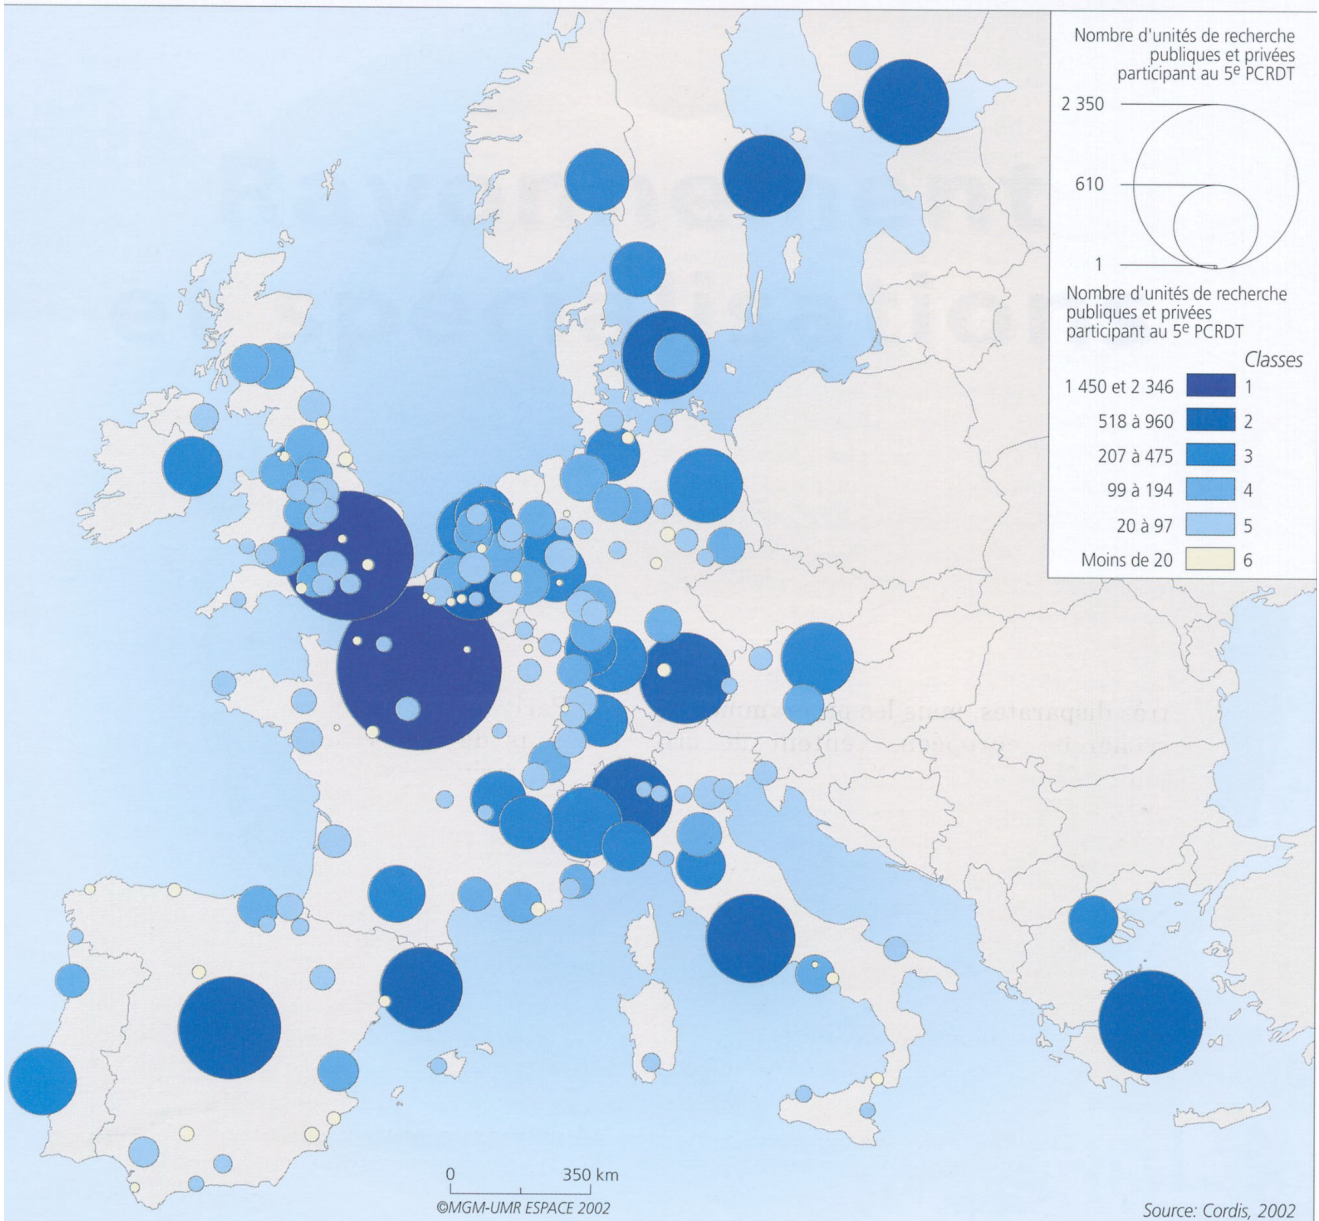 Nombre d'unités de recherche
publiques et privées
participant au 5e PCRDT
2 350
610
1
Nombre d'unités de recherche
publiques et privées
participant au 5e PCRDT
Classes
1 450 et 2 346 1
518 à 960 2
207 à 475 3
99 à 194 4
20 à 97 5
Moins de 20 6
0 350 km
©MGM-UMR ESPACE 2002
Source: Cordis, 2002